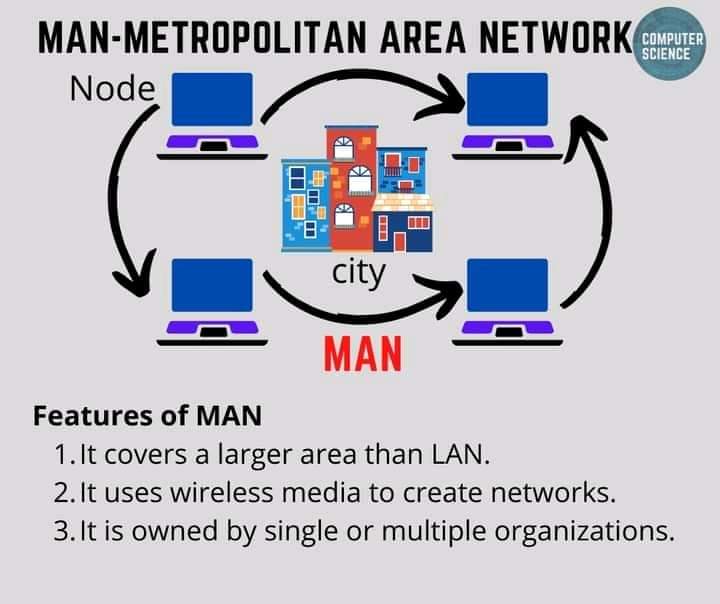 MAN-METROPOLITAN AREA NETWORK
COMPUTER
SCIENCE
Node
city
MAN
Features of MAN
1. It covers a larger area than LAN.
2. It uses wireless media to create networks.
3. It is owned by single or multiple organizations.